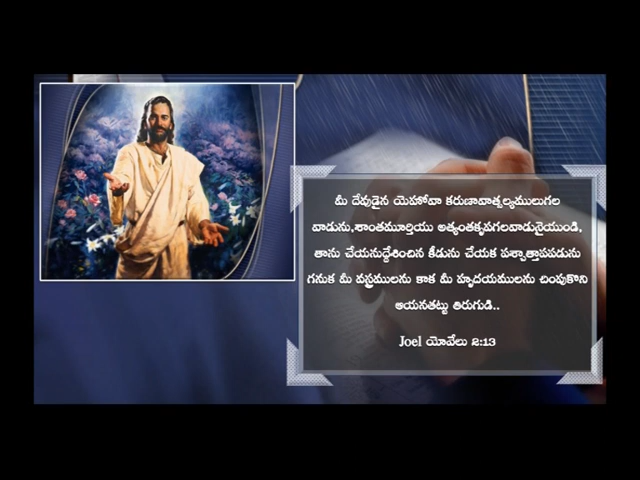 మీ దేవుడైన యెహోవా కరుణావాత్సల్యములుగల
వాడును,శాంతమూర్తియు అత్యంతకృపగలవాడునైయుండి,
తాను చేయనుద్దేశించిన కీడును చేయక పశ్చాత్తాపపడును
గనుక మీ వస్త్రములను కాక మీ హృదయములను చింపుకొని
ఆయనతట్టు తిరుగుడి..
Joel యోవేలు 2:13